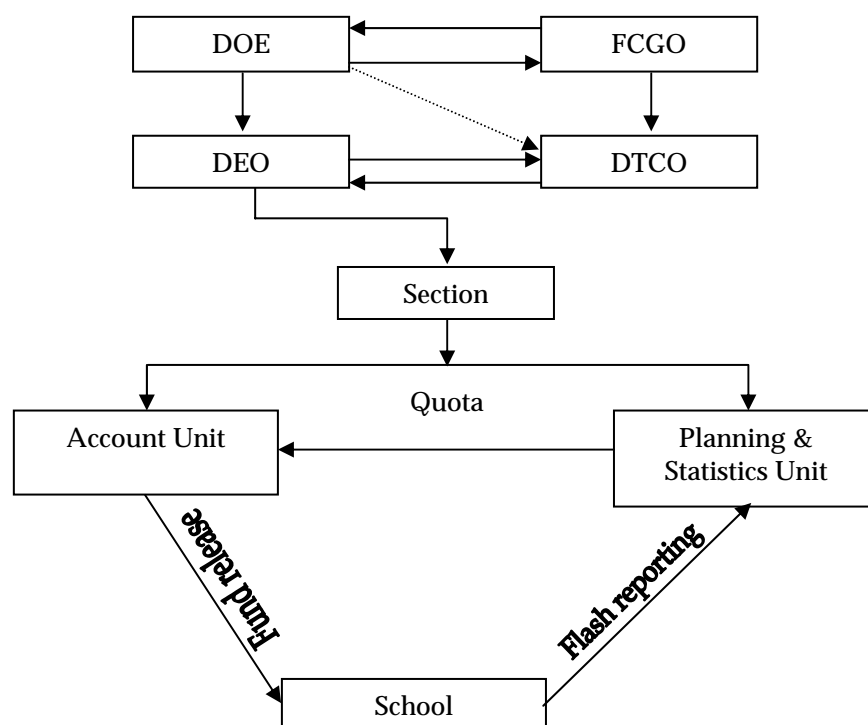 DOE
FCGO
DEO
DTCO
Section
Quota
Account Unit
Planning &
Statistics Unit
Fund release
Flash reporting
School